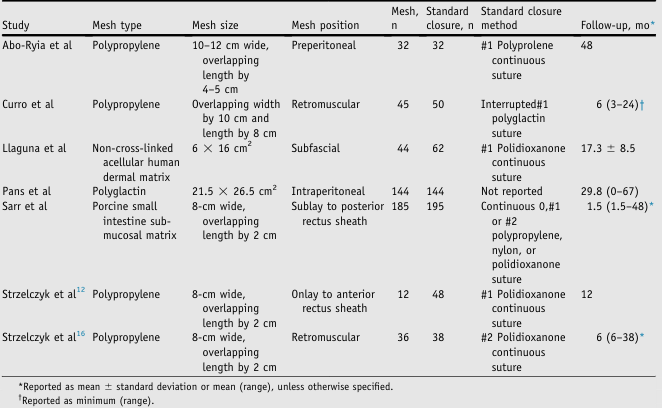 Study Mesh type Mesh size Mesh position Mesh, n Standard closure, n Standard closure method Follow-up, mo*
Abo-Ryia et al Polypropylene 10–12 cm wide, Preperitoneal 32 32 #1 Polyprolene 48
overlapping continuous
length by suture
4–5 cm
Curro et al Polypropylene Overlapping width Retromuscular 45 50 Interrupted#1 6 (3–24)†
by 10 cm and polyglactin
length by 8 cm suture
Llaguna et al Non-cross-linked 6 × 16 cm² Subfascial 44 62 #1 Polidioxanone 17.3 ± 8.5
acellular human continuous
dermal matrix suture
Pans et al Polyglactin 21.5 × 26.5 cm² Intraperitoneal 144 144 Not reported 29.8 (0–67)
Sarr et al Porcine small 8-cm wide, Sublay to posterior 185 195 Continuous 0,#1 1.5 (1.5–48)*
intestine sub- overlapping rectus sheath or #2
mucosal matrix length by 2 cm polypropylene,
nylon, or
polidioxanone
suture
Strzelczyk et al12 Polypropylene 8-cm wide, Onlay to anterior 12 48 #1 Polidioxanone 12
overlapping rectus sheath continuous
length by 2 cm suture
Strzelczyk et al16 Polypropylene 8-cm wide, Retromuscular 36 38 #2 Polidioxanone 6 (6–38)*
overlapping continuous
length by 2 cm suture
*Reported as mean ± standard deviation or mean (range), unless otherwise specified.
†Reported as minimum (range).